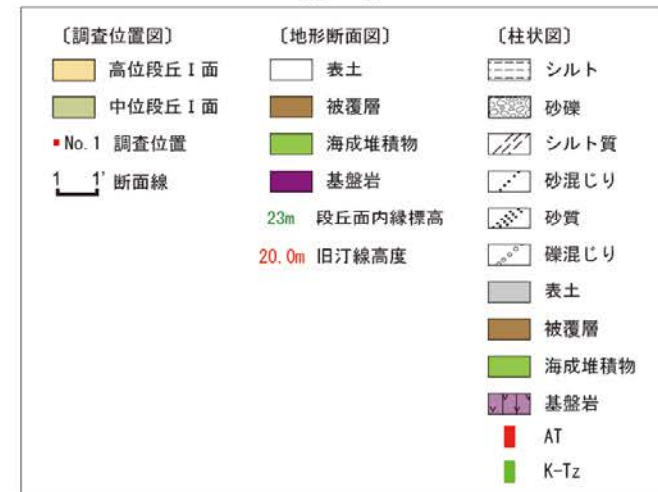 〔調査位置図〕
高位段丘Ⅰ面
中位段丘Ⅰ面
No.1 調査位置
1 1' 断面線
〔地形断面図〕
表土
被覆層
海成堆積物
基盤岩
23m 段丘面内縁標高
20.0m 旧汀線高度
〔柱状図〕
シルト
砂礫
シルト質
砂混じり
砂質
礫混じり
表土
被覆層
海成堆積物
基盤岩
AT
K-Tz